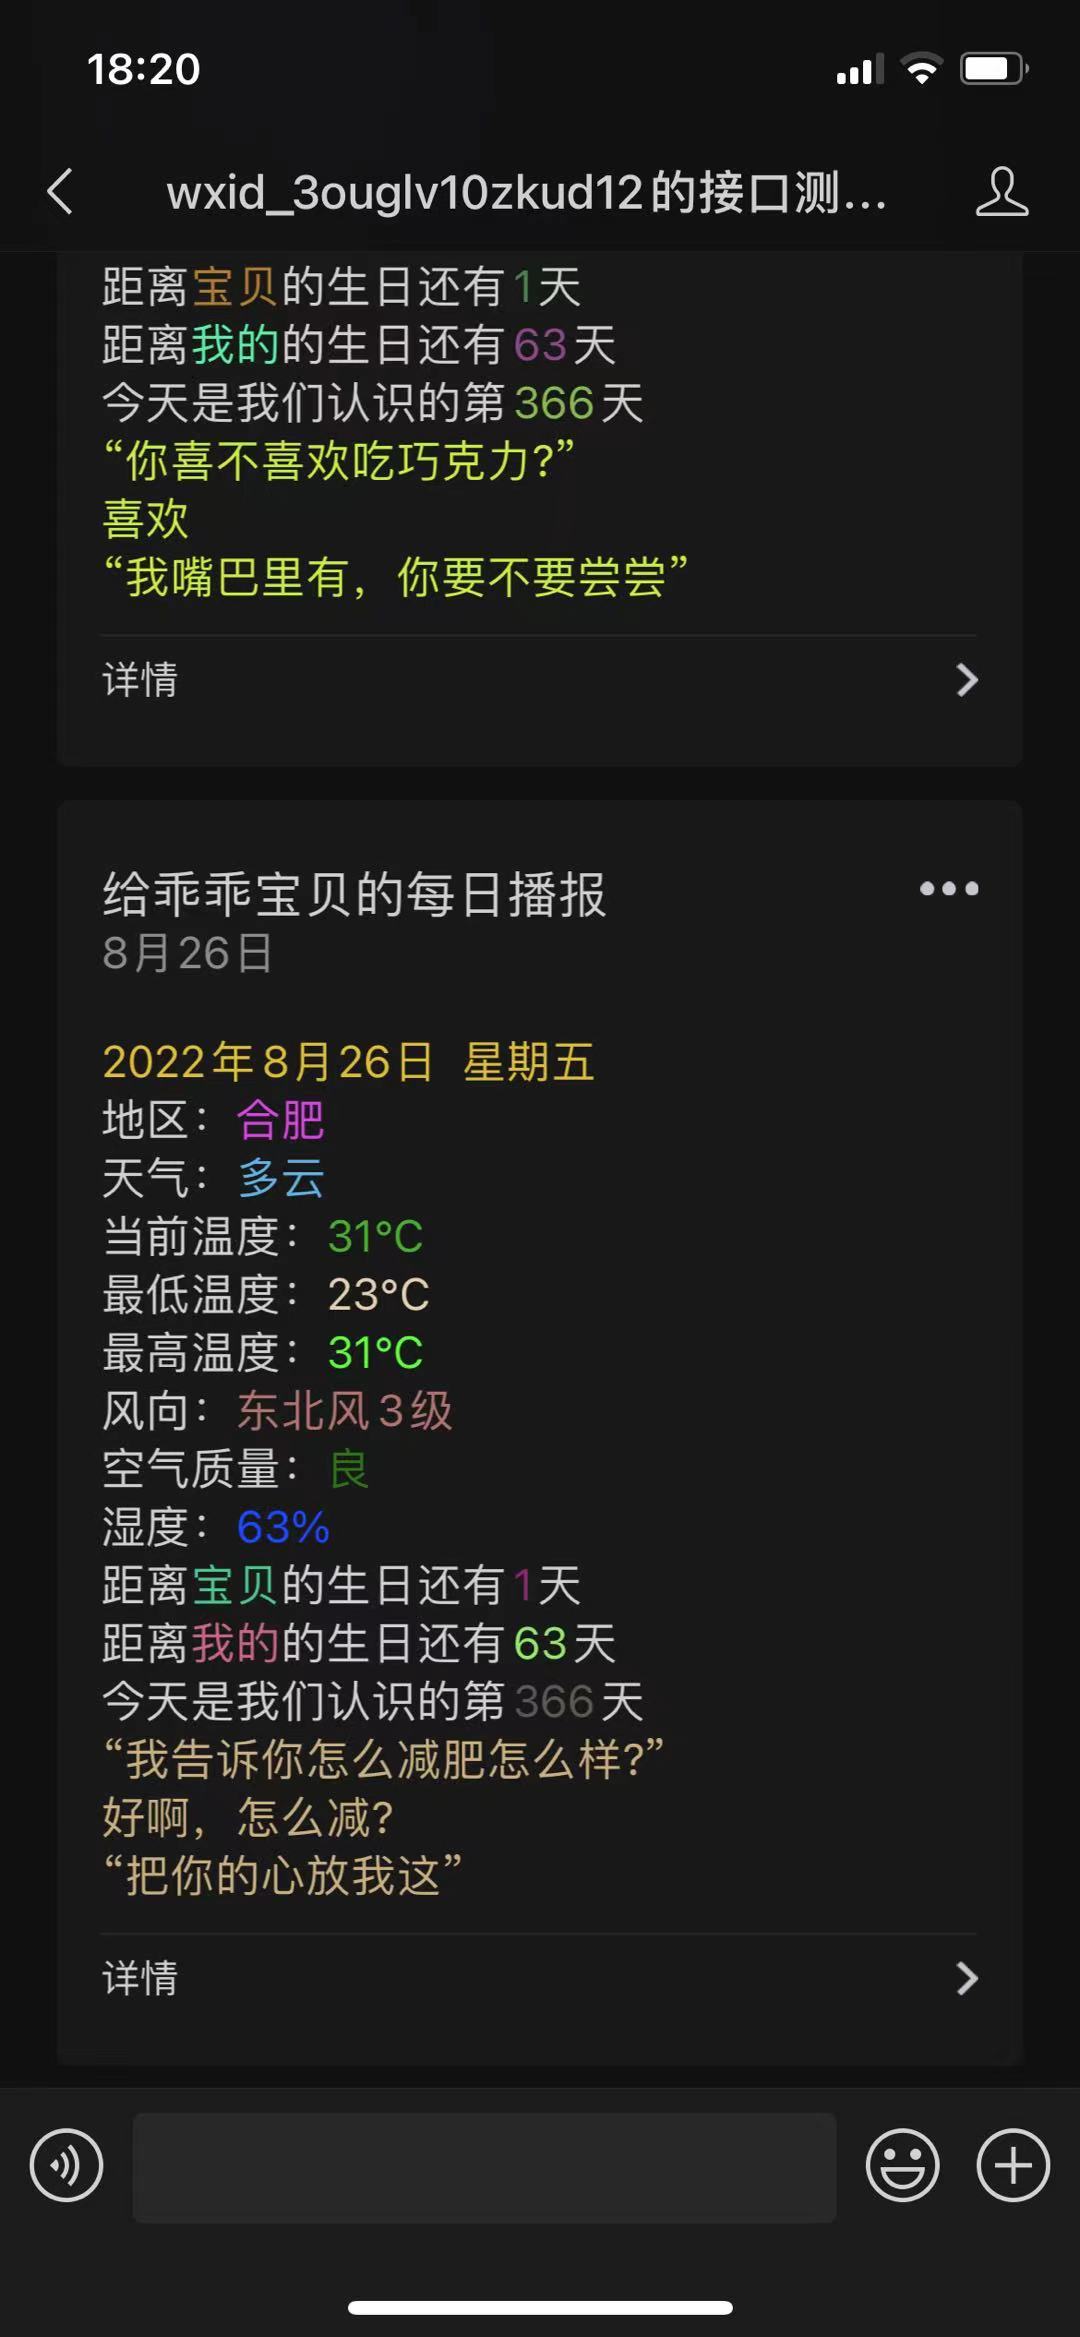 18:20
wxid_3ouglv10zkud12的接口测...
距离宝贝的生日还有1天
距离我的的生日还有63天
今天是我们认识的第366天
“你喜不喜欢吃巧克力?”
喜欢
“我嘴巴里有，你要不要尝尝”
详情
给乖乖宝贝的每日播报
8月26日
2022年8月26日 星期五
地区：合肥
天气：多云
当前温度：31°C
最低温度：23°C
最高温度：31°C
风向：东北风3级
空气质量：良
湿度：63%
距离宝贝的生日还有1天
距离我的的生日还有63天
今天是我们认识的第366天
“我告诉你怎么减肥怎么样?”
好啊，怎么减?
“把你的心放我这”
详情